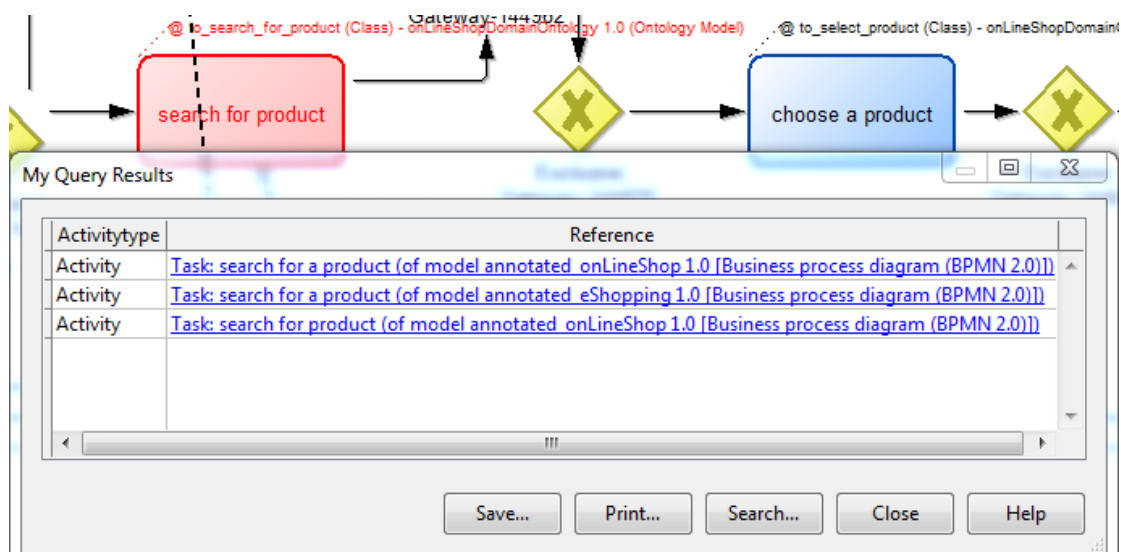 Gateway-144962
@ to_search_for_product (Class) - onLineShopDomainOntology 1.0 (Ontology Model)
@ to_select_product (Class) - onLineShopDomain
search for product
choose a product
My Query Results
Activitytype Reference
Activity Task: search for a product (of model annotated_onLineShop 1.0 [Business process diagram (BPMN 2.0)])
Activity Task: search for a product (of model annotated_eShopping 1.0 [Business process diagram (BPMN 2.0)])
Activity Task: search for product (of model annotated_onLineShop 1.0 [Business process diagram (BPMN 2.0)])
Save... Print... Search... Close Help